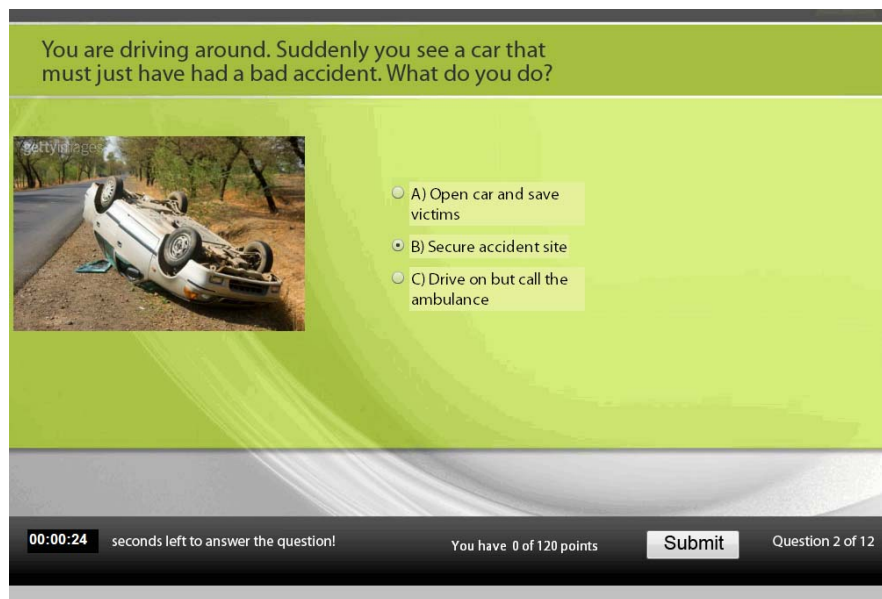 You are driving around. Suddenly you see a car that
must just have had a bad accident. What do you do?
gettyimages
A) Open car and save
victims
B) Secure accident site
C) Drive on but call the
ambulance
00:00:24 seconds left to answer the question!
You have 0 of 120 points
Submit
Question 2 of 12